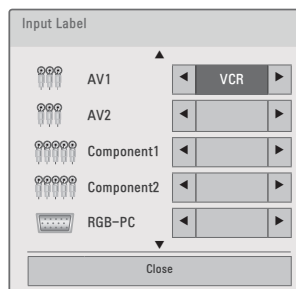 Input Label
AV1 VCR
AV2
Component1
Component2
RGB-PC
Close